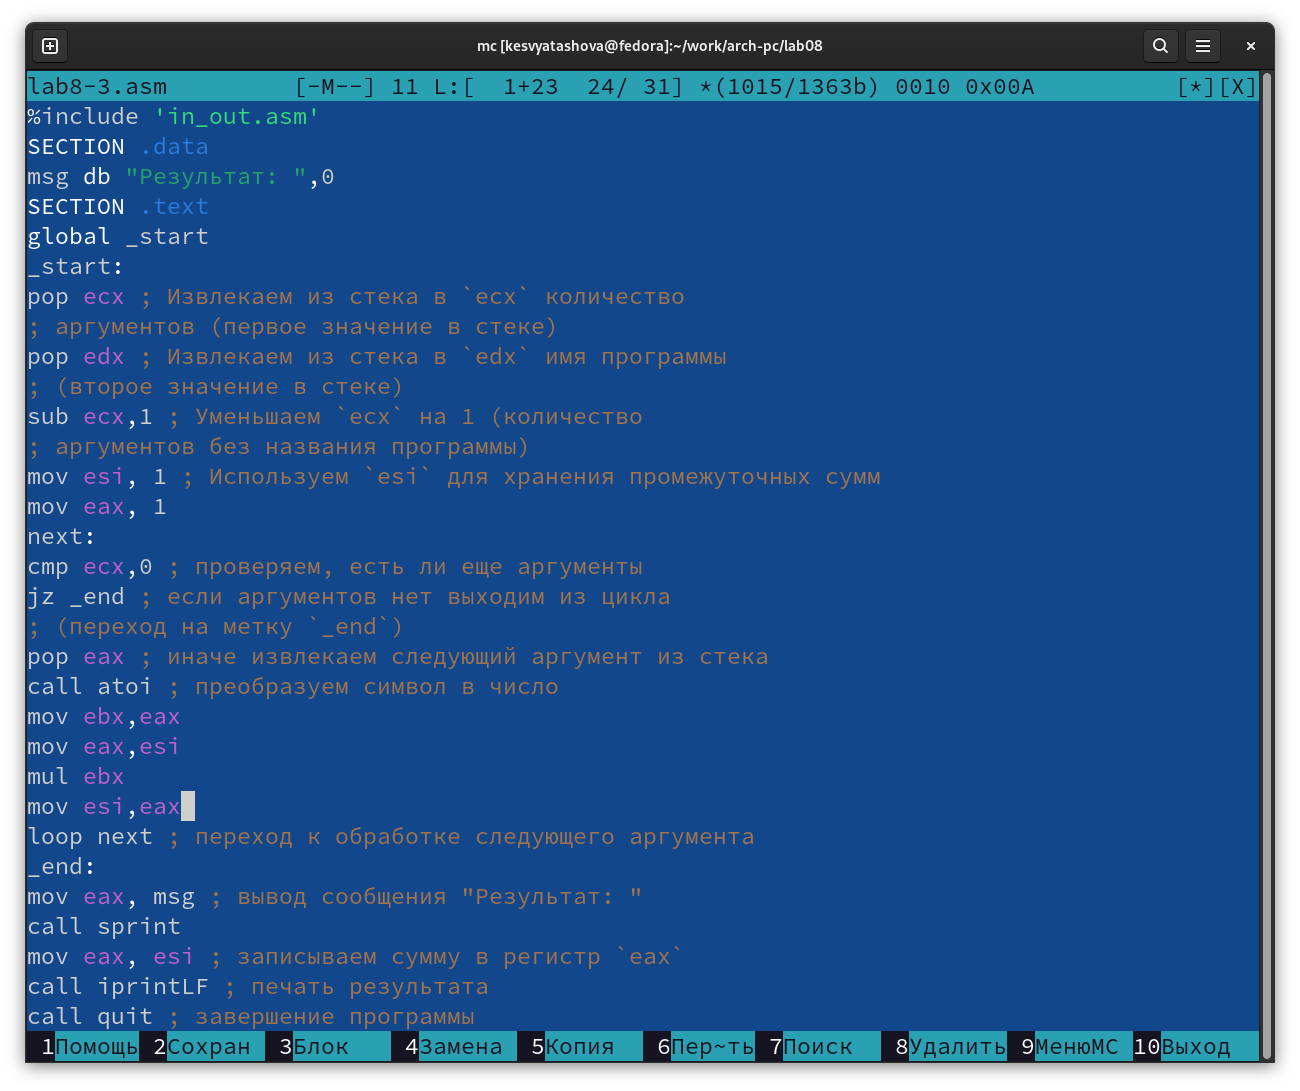 mc [kesvyatashova@fedora]:~/work/arch-pc/lab08
lab8-3.asm [-M--] 11 L:[ 1+23 24/ 31] *(1015/1363b) 0010 0x00A [*][X]
%include 'in_out.asm'
SECTION .data
msg db "Результат: ",0
SECTION .text
global _start
_start:
pop ecx ; Извлекаем из стека в `ecx` количество
; аргументов (первое значение в стеке)
pop edx ; Извлекаем из стека в `edx` имя программы
; (второе значение в стеке)
sub ecx,1 ; Уменьшаем `ecx` на 1 (количество
; аргументов без названия программы)
mov esi, 1 ; Используем `esi` для хранения промежуточных сумм
mov eax, 1
next:
cmp ecx,0 ; проверяем, есть ли еще аргументы
jz _end ; если аргументов нет выходим из цикла
; (переход на метку `_end`)
pop eax ; иначе извлекаем следующий аргумент из стека
call atoi ; преобразуем символ в число
mov ebx,eax
mov eax,esi
mul ebx
mov esi,eax
loop next ; переход к обработке следующего аргумента
_end:
mov eax, msg ; вывод сообщения "Результат: "
call sprint
mov eax, esi ; записываем сумму в регистр `eax`
call iprintLF ; печать результата
call quit ; завершение программы
1Помощь 2Сохран 3Блок 4Замена 5Копия 6Пер~ть 7Поиск 8Удалить 9МенюMC 10Выход